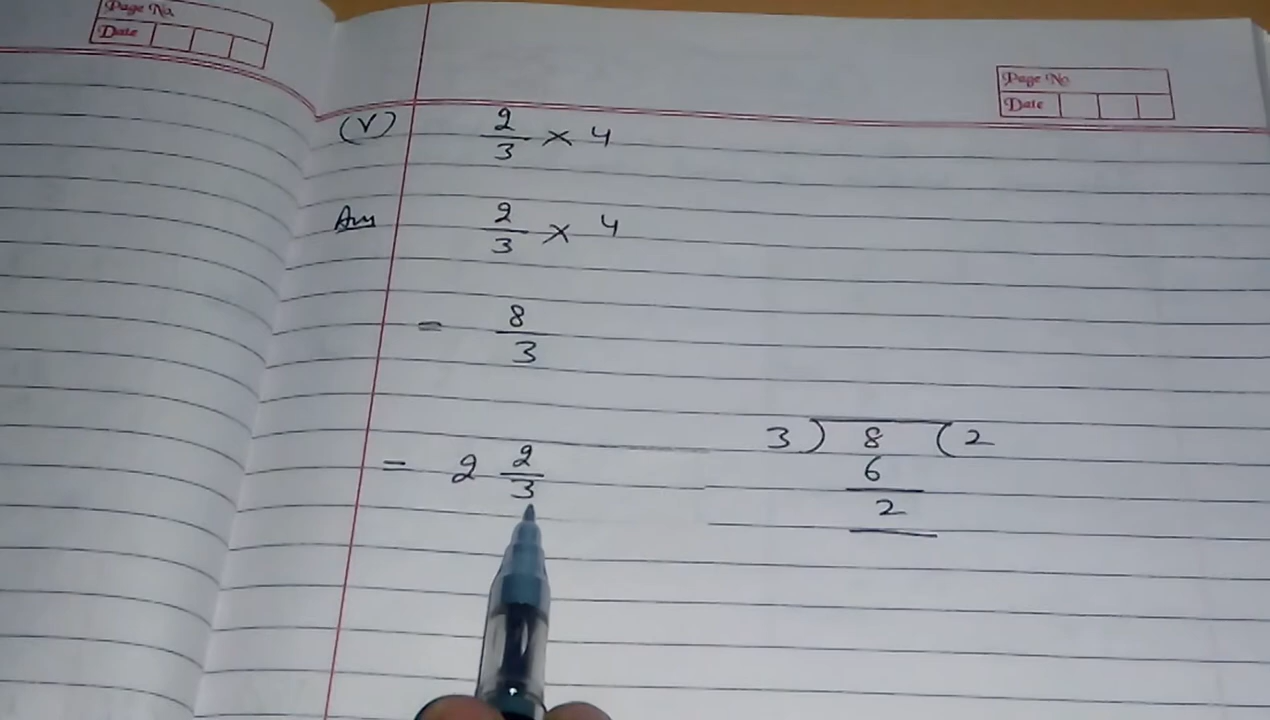 Page No.
Date
Page No.
Date
(V) 2/3 × 4
Ans 2/3 × 4
= 8/3
= 2 2/3
3 ) 8 ( 2
6
2